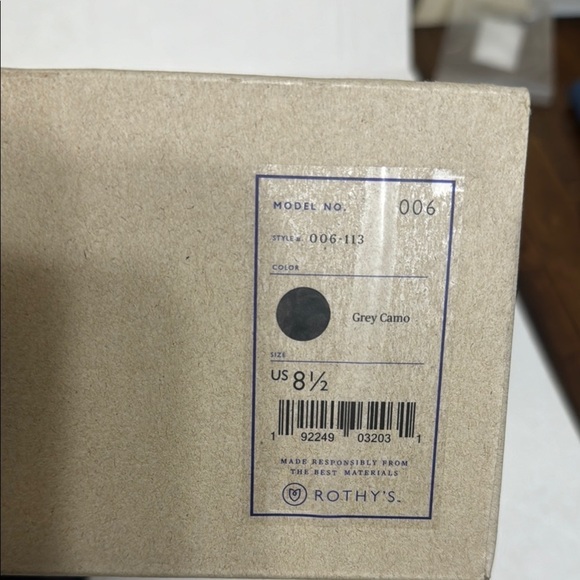 MODEL NO. 006
STYLE #: 006-113
COLOR
Grey Camo
SIZE
US 8½
1 92249 03203 1
MADE RESPONSIBLY FROM
THE BEST MATERIALS
ROTHY'S™